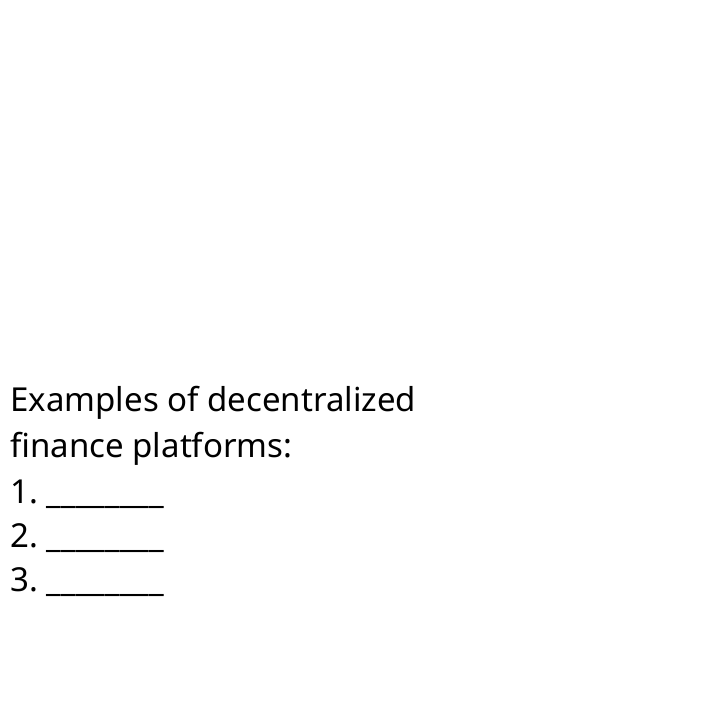 Examples of decentralized
finance platforms:
1. ________
2. ________
3. ________